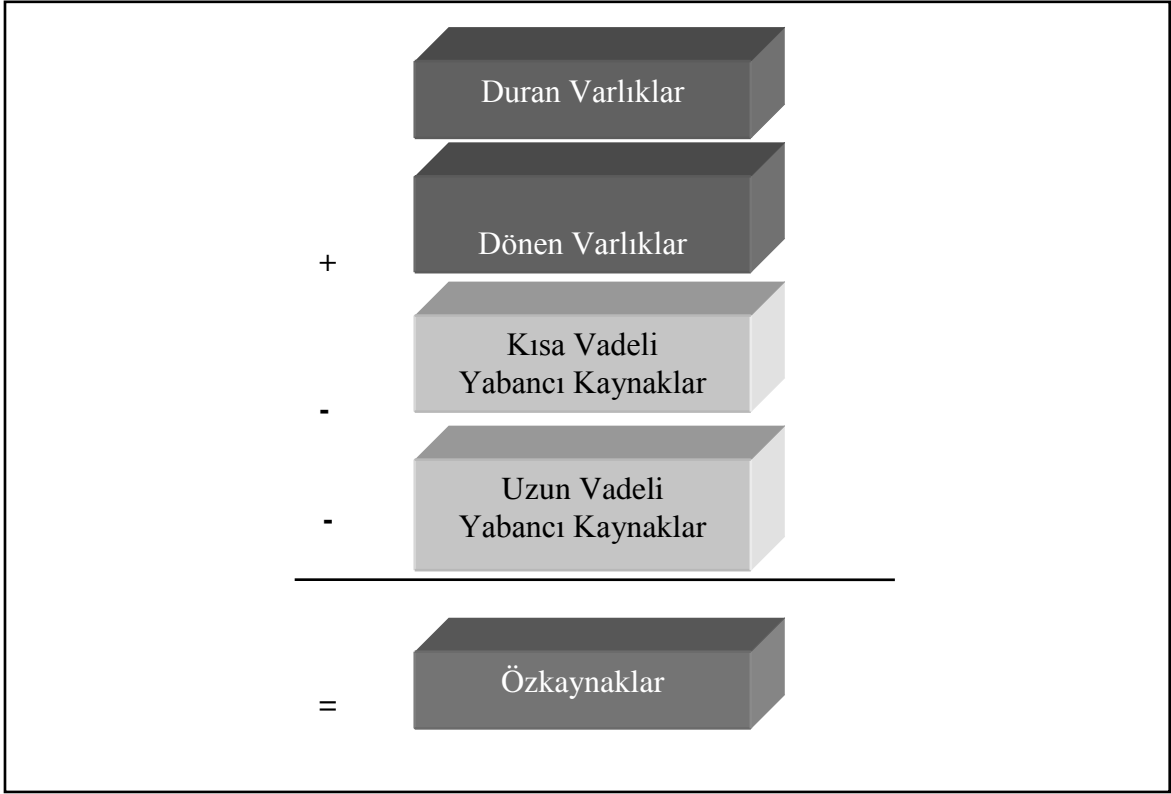 Duran Varlıklar
+ Dönen Varlıklar
Kısa Vadeli
- Yabancı Kaynaklar
Uzun Vadeli
- Yabancı Kaynaklar
= Özkaynaklar